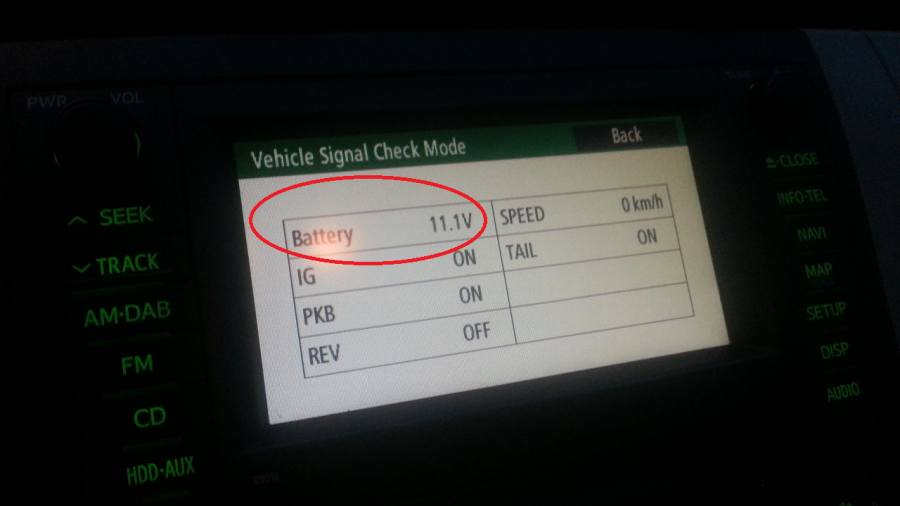 PWR VOL
SEEK
TRACK
AM·DAB
FM
CD
HDD·AUX
Vehicle Signal Check Mode Back
Battery 11.1V SPEED 0 km/h
IG ON TAIL ON
PKB ON
REV OFF
CLOSE
INFO·TEL
NAVI
MAP
SETUP
DISP
AUDIO